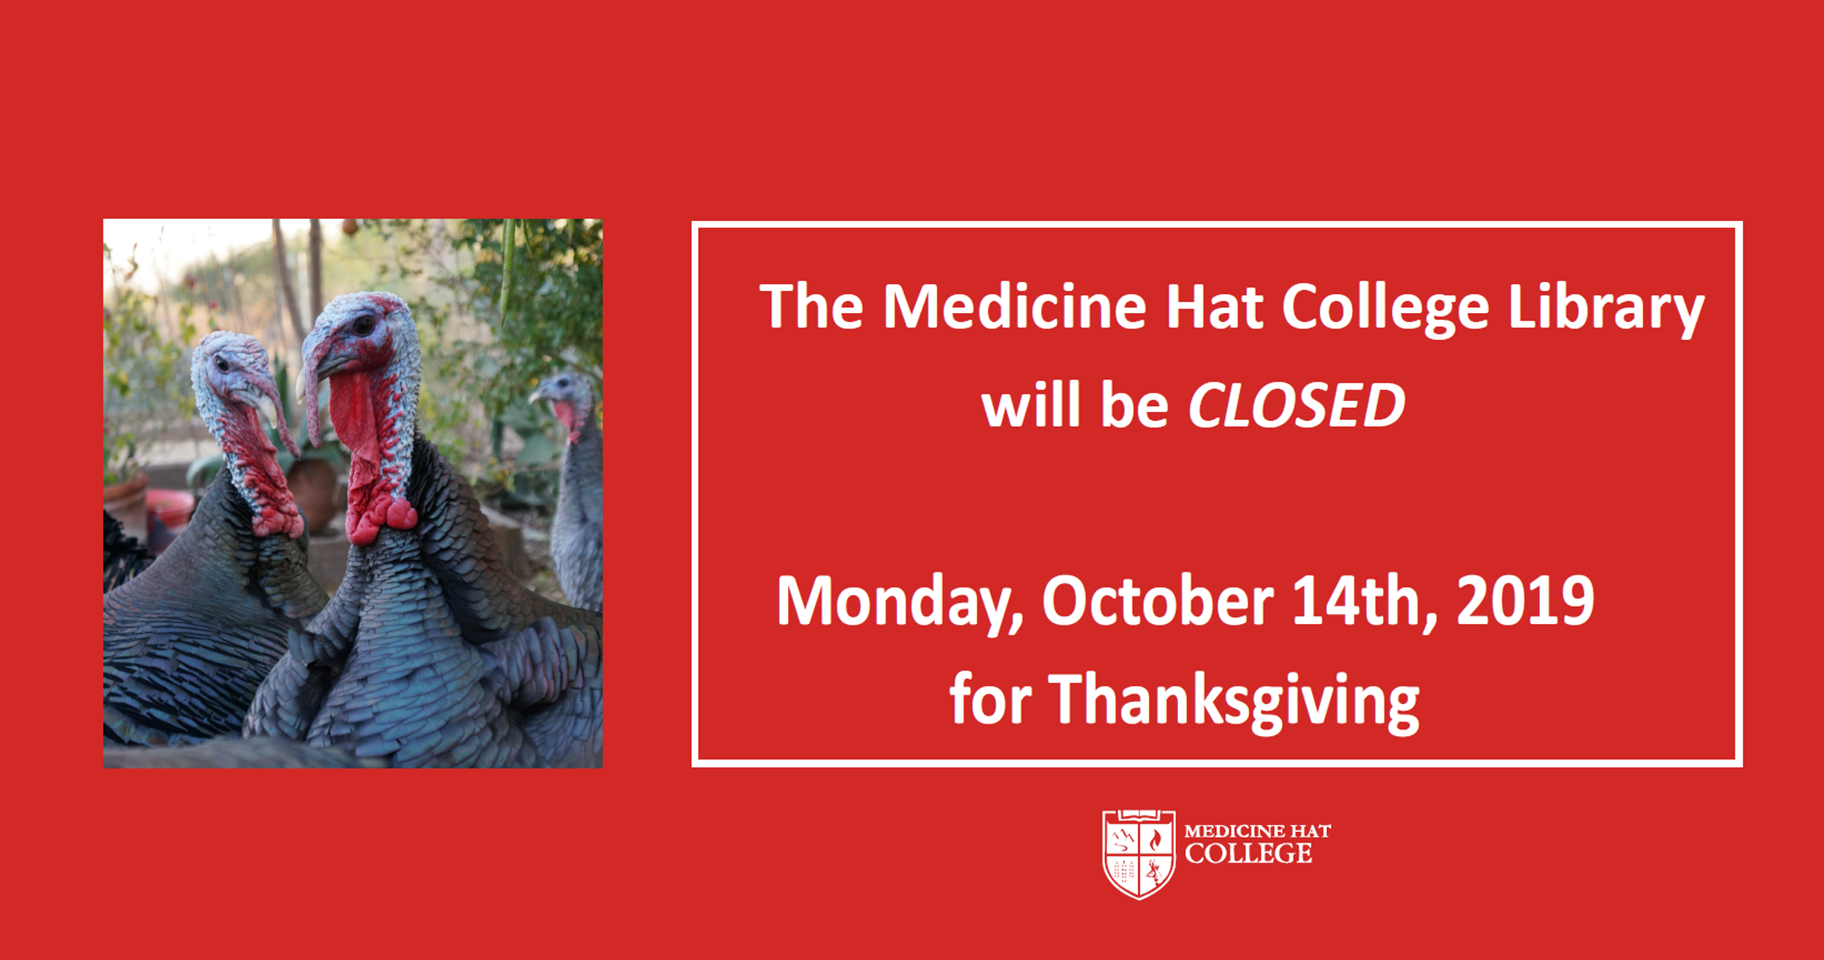 The Medicine Hat College Library
will be CLOSED
Monday, October 14th, 2019
for Thanksgiving
MEDICINE HAT
COLLEGE